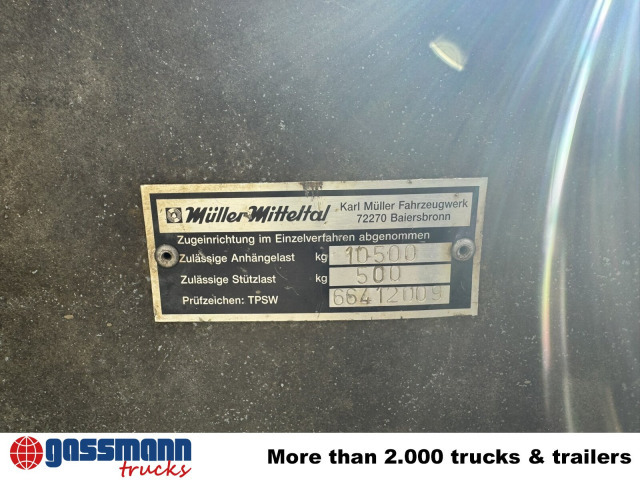 Müller-Mitteltal Karl Müller Fahrzeugwerk
72270 Baiersbronn
Zugeinrichtung im Einzelverfahren abgenommen
Zulässige Anhängelast kg 10500
Zulässige Stützlast kg 500
Prüfzeichen: TPSW 66412009
gassmann trucks
More than 2.000 trucks & trailers